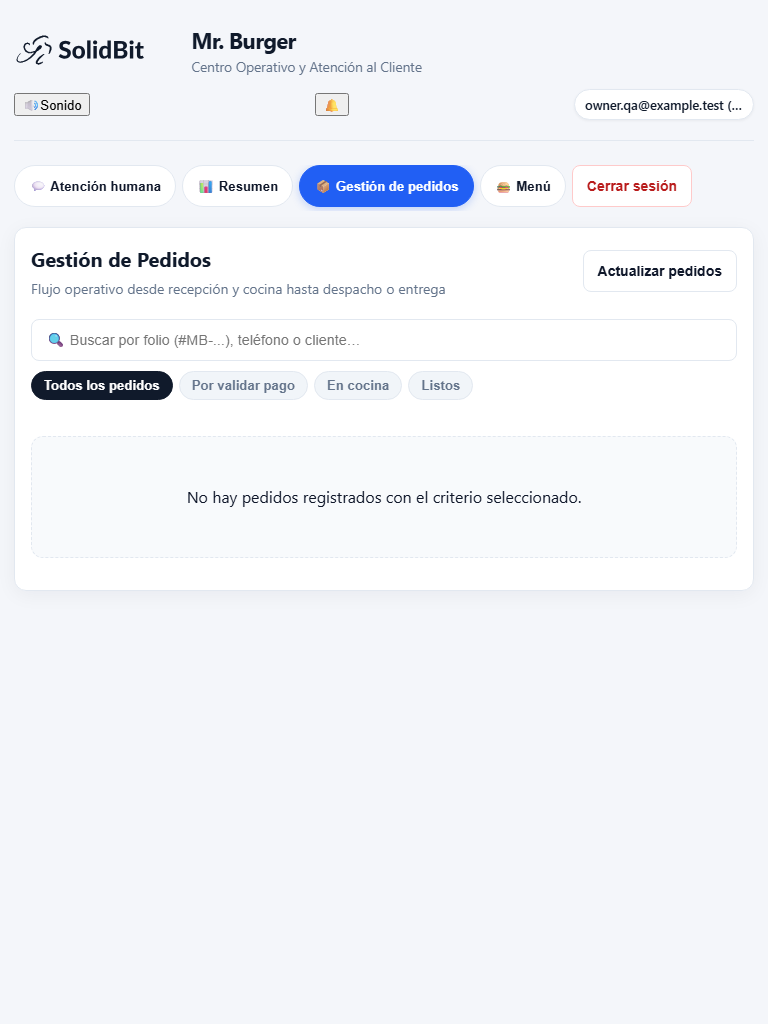 SolidBit
Mr. Burger
Centro Operativo y Atención al Cliente
Sonido
owner.qa@example.test (...
Atención humana
Resumen
Gestión de pedidos
Menú
Cerrar sesión
Gestión de Pedidos
Flujo operativo desde recepción y cocina hasta despacho o entrega
Actualizar pedidos
Buscar por folio (#MB-...), teléfono o cliente...
Todos los pedidos
Por validar pago
En cocina
Listos
No hay pedidos registrados con el criterio seleccionado.